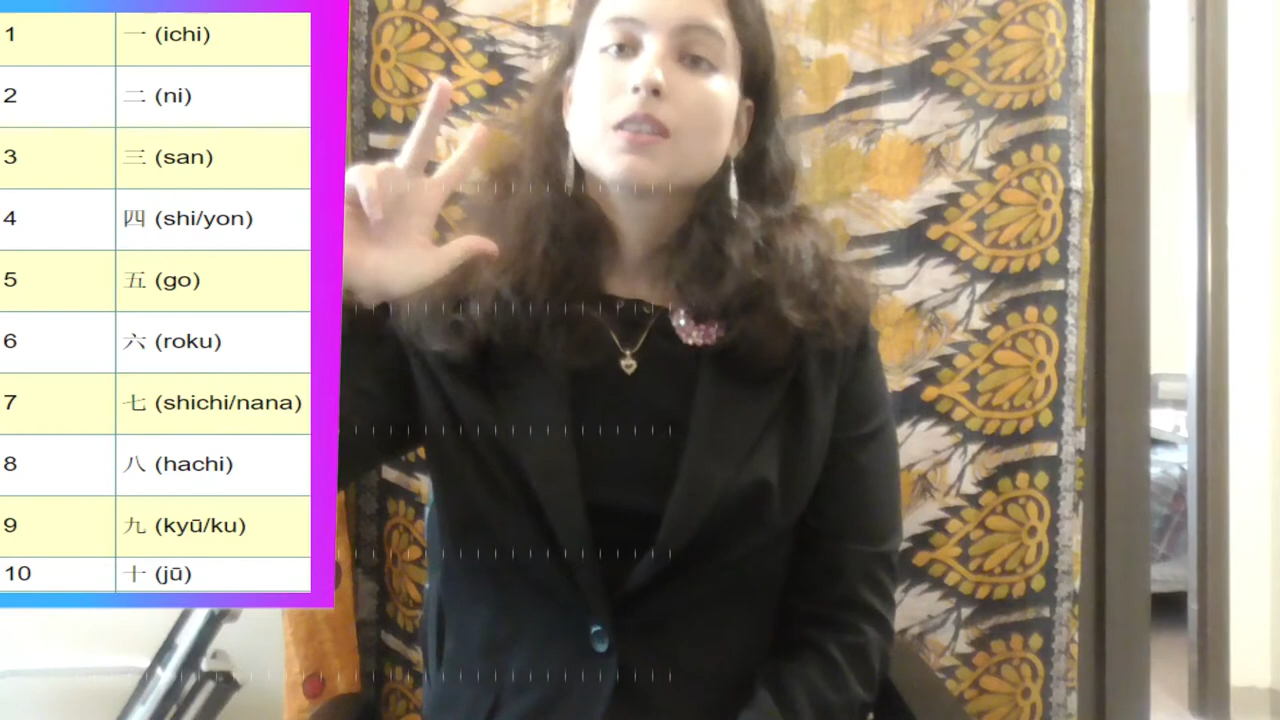 1 一 (ichi)
2 二 (ni)
3 三 (san)
4 四 (shi/yon)
5 五 (go)
6 六 (roku)
7 七 (shichi/nana)
8 八 (hachi)
9 九 (kyū/ku)
10 十 (jū)